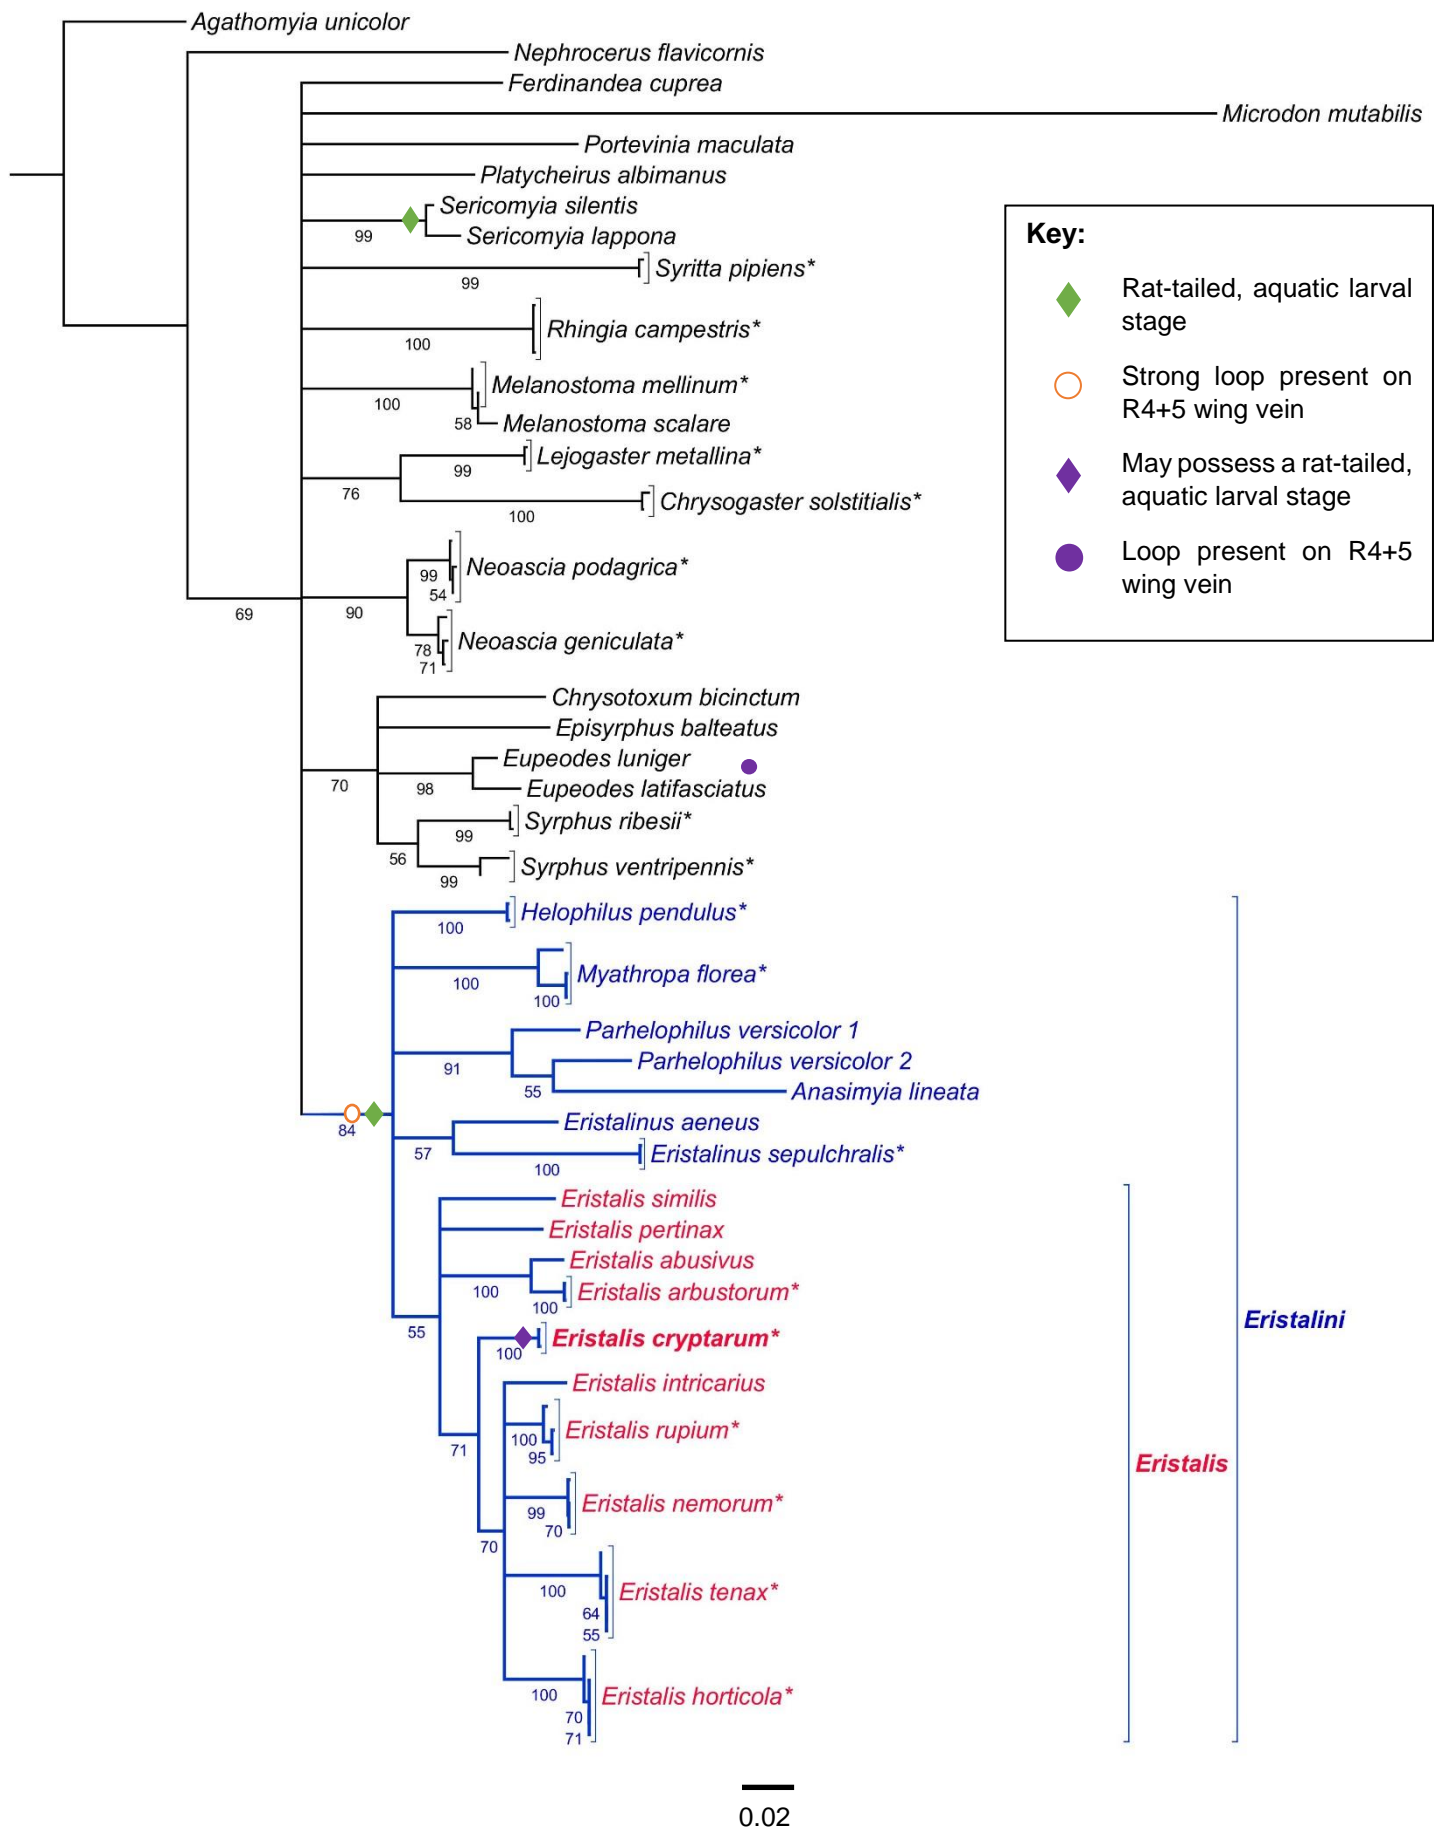 Agathomyia unicolor
Nephrocerus flavicornis
Ferdinandea cuprea
Microdon mutabilis
Portevinia maculata
Platycheirus albimanus
Sericomyia silentis
99
Sericomyia lappona
Syritta pipiens*
99
Rhingia campestris*
100
Melanostoma mellinum*
100
58
Melanostoma scalare
Lejogaster metallina*
99
76
Chrysogaster solstitialis*
100
Neoascia podagrica*
99
54
69
90
Neoascia geniculata*
78
71
Chrysotoxum bicinctum
Episyrphus balteatus
Eupeodes luniger
70
98
Eupeodes latifasciatus
Syrphus ribesii*
99
56
Syrphus ventripennis*
99
Helophilus pendulus*
100
Myathropa florea*
100
100
Parhelophilus versicolor 1
91
Parhelophilus versicolor 2
55
Anasimyia lineata
84
Eristalinus aeneus
57
Eristalinus sepulchralis*
100
Eristalis similis
Eristalis pertinax
Eristalis abusivus
100
Eristalis arbustorum*
100
55
Eristalis cryptarum*
100
Eristalis intricarius
Eristalis rupium*
100
95
71
Eristalis nemorum*
99
70
70
Eristalis tenax*
100
64
55
Eristalis horticola*
100
70
71
Eristalis
Eristalini
Key:
Rat-tailed, aquatic larval
stage
Strong loop present on
R4+5 wing vein
May possess a rat-tailed,
aquatic larval stage
Loop present on R4+5
wing vein
0.02